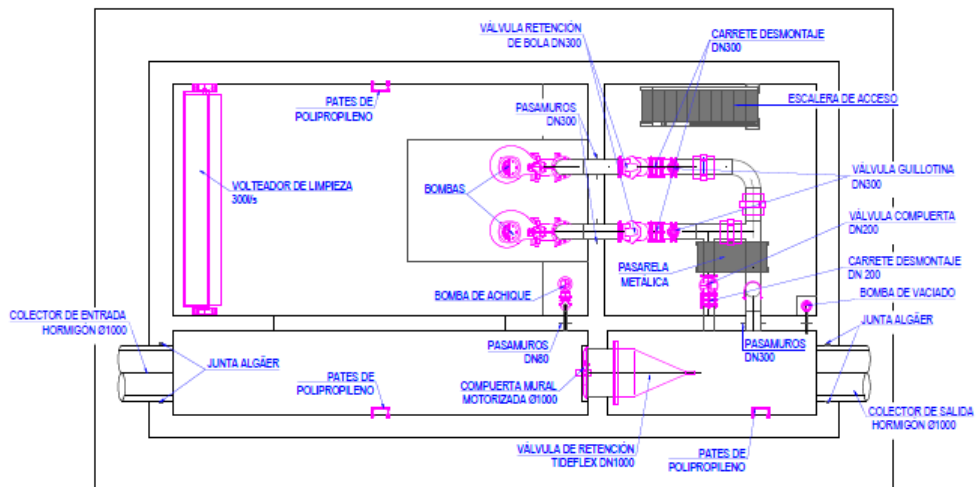 VÁLVULA RETENCIÓN
DE BOLA DN300
CARRETE DESMONTAJE
DN300
PATES DE
POLIPROPILENO
PASAMUROS
DN300
ESCALERA DE ACCESO
VOLTEADOR DE LIMPIEZA
300l/s
BOMBAS
VÁLVULA GUILLOTINA
DN300
VÁLVULA COMPUERTA
DN200
PASARELA
METÁLICA
CARRETE DESMONTAJE
DN 200
BOMBA DE ACHIQUE
BOMBA DE VACIADO
COLECTOR DE ENTRADA
HORMIGÓN Ø1000
JUNTA ALGÁER
PASAMUROS
DN80
PASAMUROS
DN300
JUNTA ALGÁER
PATES DE
POLIPROPILENO
COMPUERTA MURAL
MOTORIZADA Ø1000
COLECTOR DE SALIDA
HORMIGÓN Ø1000
VÁLVULA DE RETENCIÓN
TIDEFLEX DN1000
PATES DE
POLIPROPILENO